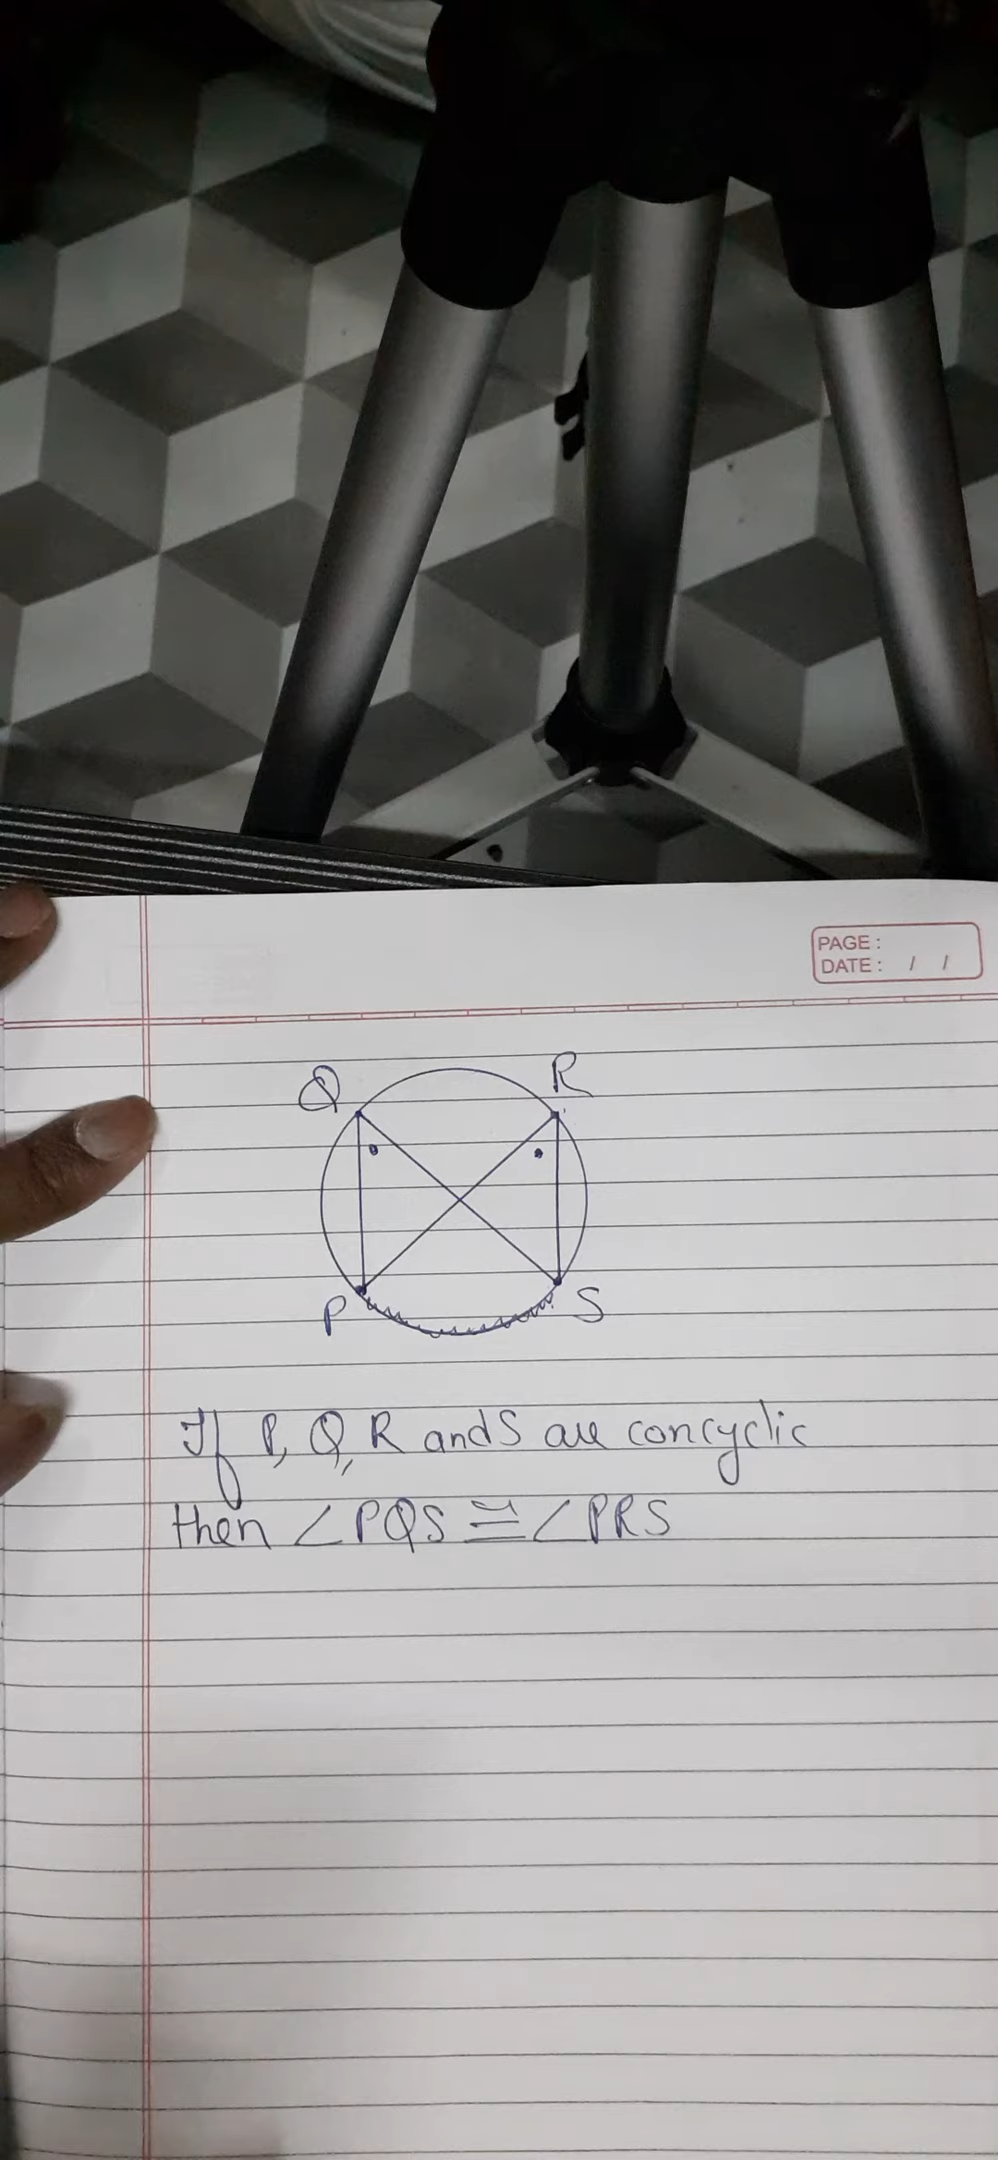 PAGE :
DATE : / /
Q R
P S
If P, Q, R and S are concyclic
then ∠PQS ≅ ∠PRS